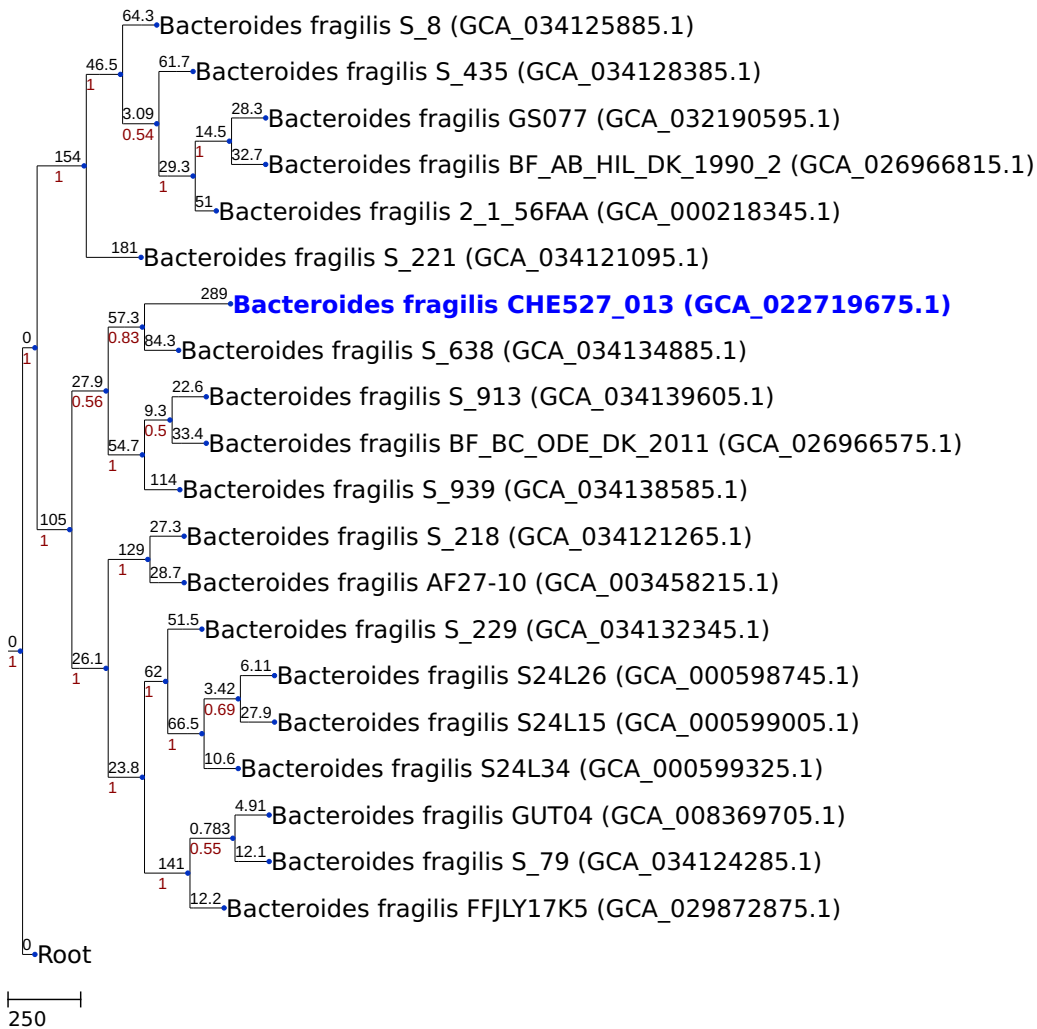 64.3 Bacteroides fragilis S_8 (GCA_034125885.1)
46.5
1
61.7 Bacteroides fragilis S_435 (GCA_034128385.1)
3.09
0.54
28.3 Bacteroides fragilis GS077 (GCA_032190595.1)
14.5
1
32.7 Bacteroides fragilis BF_AB_HIL_DK_1990_2 (GCA_026966815.1)
154
1
29.3
1
51 Bacteroides fragilis 2_1_56FAA (GCA_000218345.1)
181 Bacteroides fragilis S_221 (GCA_034121095.1)
289 Bacteroides fragilis CHE527_013 (GCA_022719675.1)
57.3
0.83
0
1
84.3 Bacteroides fragilis S_638 (GCA_034134885.1)
27.9
0.56
22.6 Bacteroides fragilis S_913 (GCA_034139605.1)
9.3
0.5
33.4 Bacteroides fragilis BF_BC_ODE_DK_2011 (GCA_026966575.1)
54.7
1
114 Bacteroides fragilis S_939 (GCA_034138585.1)
105
1
27.3 Bacteroides fragilis S_218 (GCA_034121265.1)
129
1
28.7 Bacteroides fragilis AF27-10 (GCA_003458215.1)
51.5 Bacteroides fragilis S_229 (GCA_034132345.1)
0
1
26.1
1
62
1
6.11 Bacteroides fragilis S24L26 (GCA_000598745.1)
3.42
0.69
27.9 Bacteroides fragilis S24L15 (GCA_000599005.1)
66.5
1
10.6 Bacteroides fragilis S24L34 (GCA_000599325.1)
23.8
1
4.91 Bacteroides fragilis GUT04 (GCA_008369705.1)
0.783
0.55
12.1 Bacteroides fragilis S_79 (GCA_034124285.1)
141
1
12.2 Bacteroides fragilis FFJLY17K5 (GCA_029872875.1)
0 Root
250